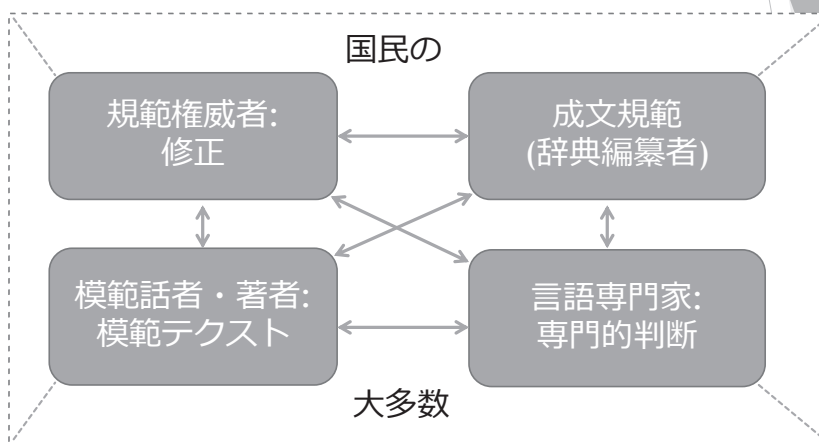 国民の
規範権威者:
修正
成文規範
(辞典編纂者)
模範話者・著者:
模範テクスト
言語専門家:
専門的判断
大多数